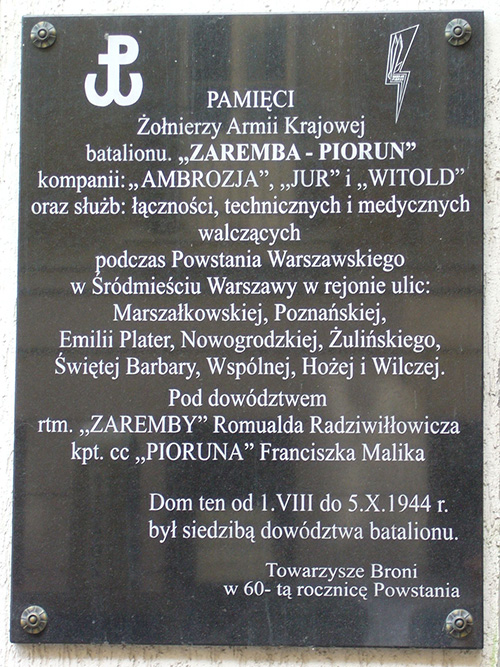 PAMIĘCI
Żołnierzy Armii Krajowej
batalionu. „ZAREMBA - PIORUN”
kompanii: „AMBROZJA”, „JUR” i „WITOLD”
oraz służb: łączności, technicznych i medycznych
walczących
podczas Powstania Warszawskiego
w Śródmieściu Warszawy w rejonie ulic:
Marszałkowskiej, Poznańskiej,
Emilii Plater, Nowogrodzkiej, Żulińskiego,
Świętej Barbary, Wspólnej, Hożej i Wilczej.
Pod dowództwem
rtm. „ZAREMBY” Romualda Radziwiłłowicza
kpt. cc „PIORUNA” Franciszka Malika
Dom ten od 1.VIII do 5.X.1944 r.
był siedzibą dowództwa batalionu.
Towarzysze Broni
w 60- tą rocznicę Powstania